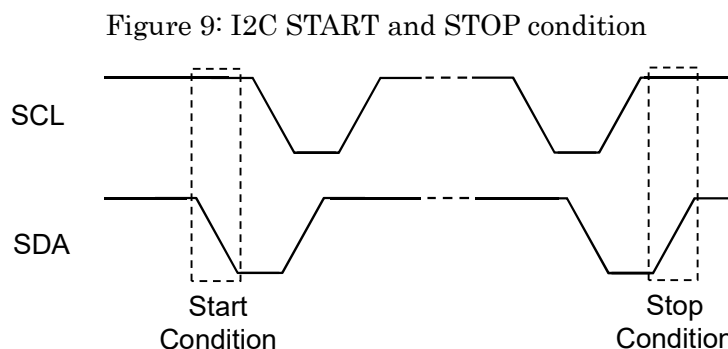 Figure 9: I2C START and STOP condition
SCL
SDA
Start
Condition
Stop
Condition